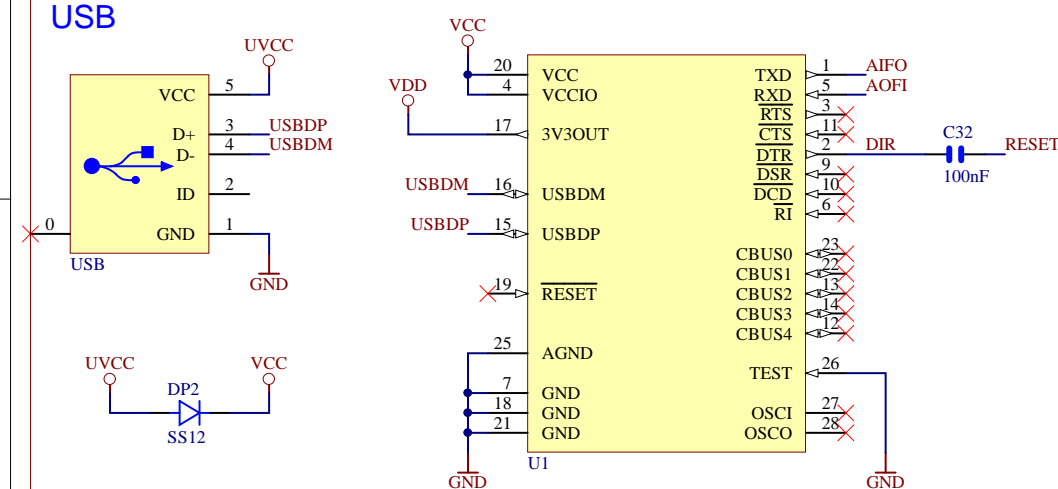 USB
UVCC
VCC 5
D+ 3 USBDP
D- 4 USBDM
ID 2
GND 1
0
USB
GND
UVCC
VCC
DP2
SS12
VCC
VDD
20 VCC
4 VCCIO
17 3V3OUT
USBDM 16 USBDM
USBDP 15 USBDP
19 RESET
25 AGND
7 GND
18 GND
21 GND
U1
GND
TXD 1 AIFO
RXD 5 AOFI
RTS 3
CTS 11
DTR 2 DIR
DSR 9
DCD 10
RI 6
C32
100nF
RESET
CBUS0 23
CBUS1 22
CBUS2 13
CBUS3 14
CBUS4 12
TEST 26
OSCI 27
OSCO 28
GND